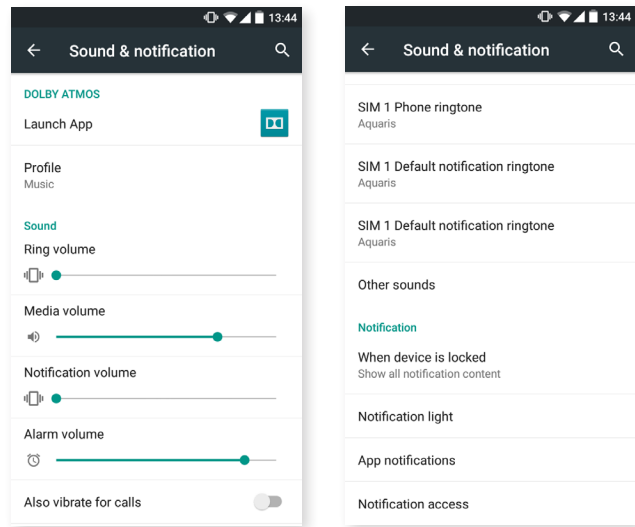 13:44
Sound & notification
DOLBY ATMOS
Launch App
Profile
Music
Sound
Ring volume
Media volume
Notification volume
Alarm volume
Also vibrate for calls
13:44
Sound & notification
SIM 1 Phone ringtone
Aquaris
SIM 1 Default notification ringtone
Aquaris
SIM 1 Default notification ringtone
Aquaris
Other sounds
Notification
When device is locked
Show all notification content
Notification light
App notifications
Notification access